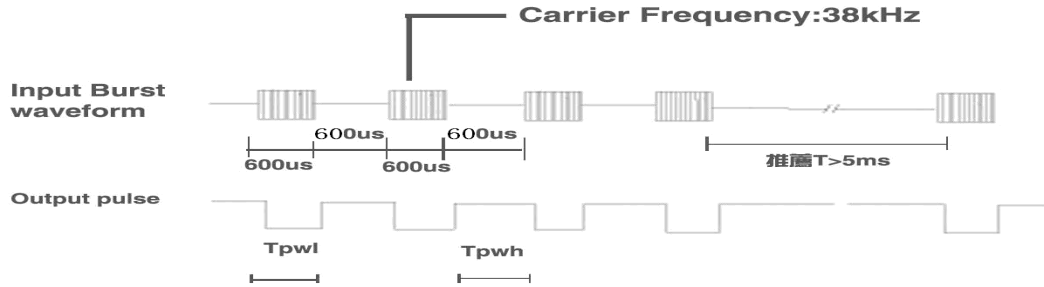 Carrier Frequency:38kHz
Input Burst
waveform
600us
600us
600us
600us
推薦T>5ms
Output pulse
Tpwl
Tpwh